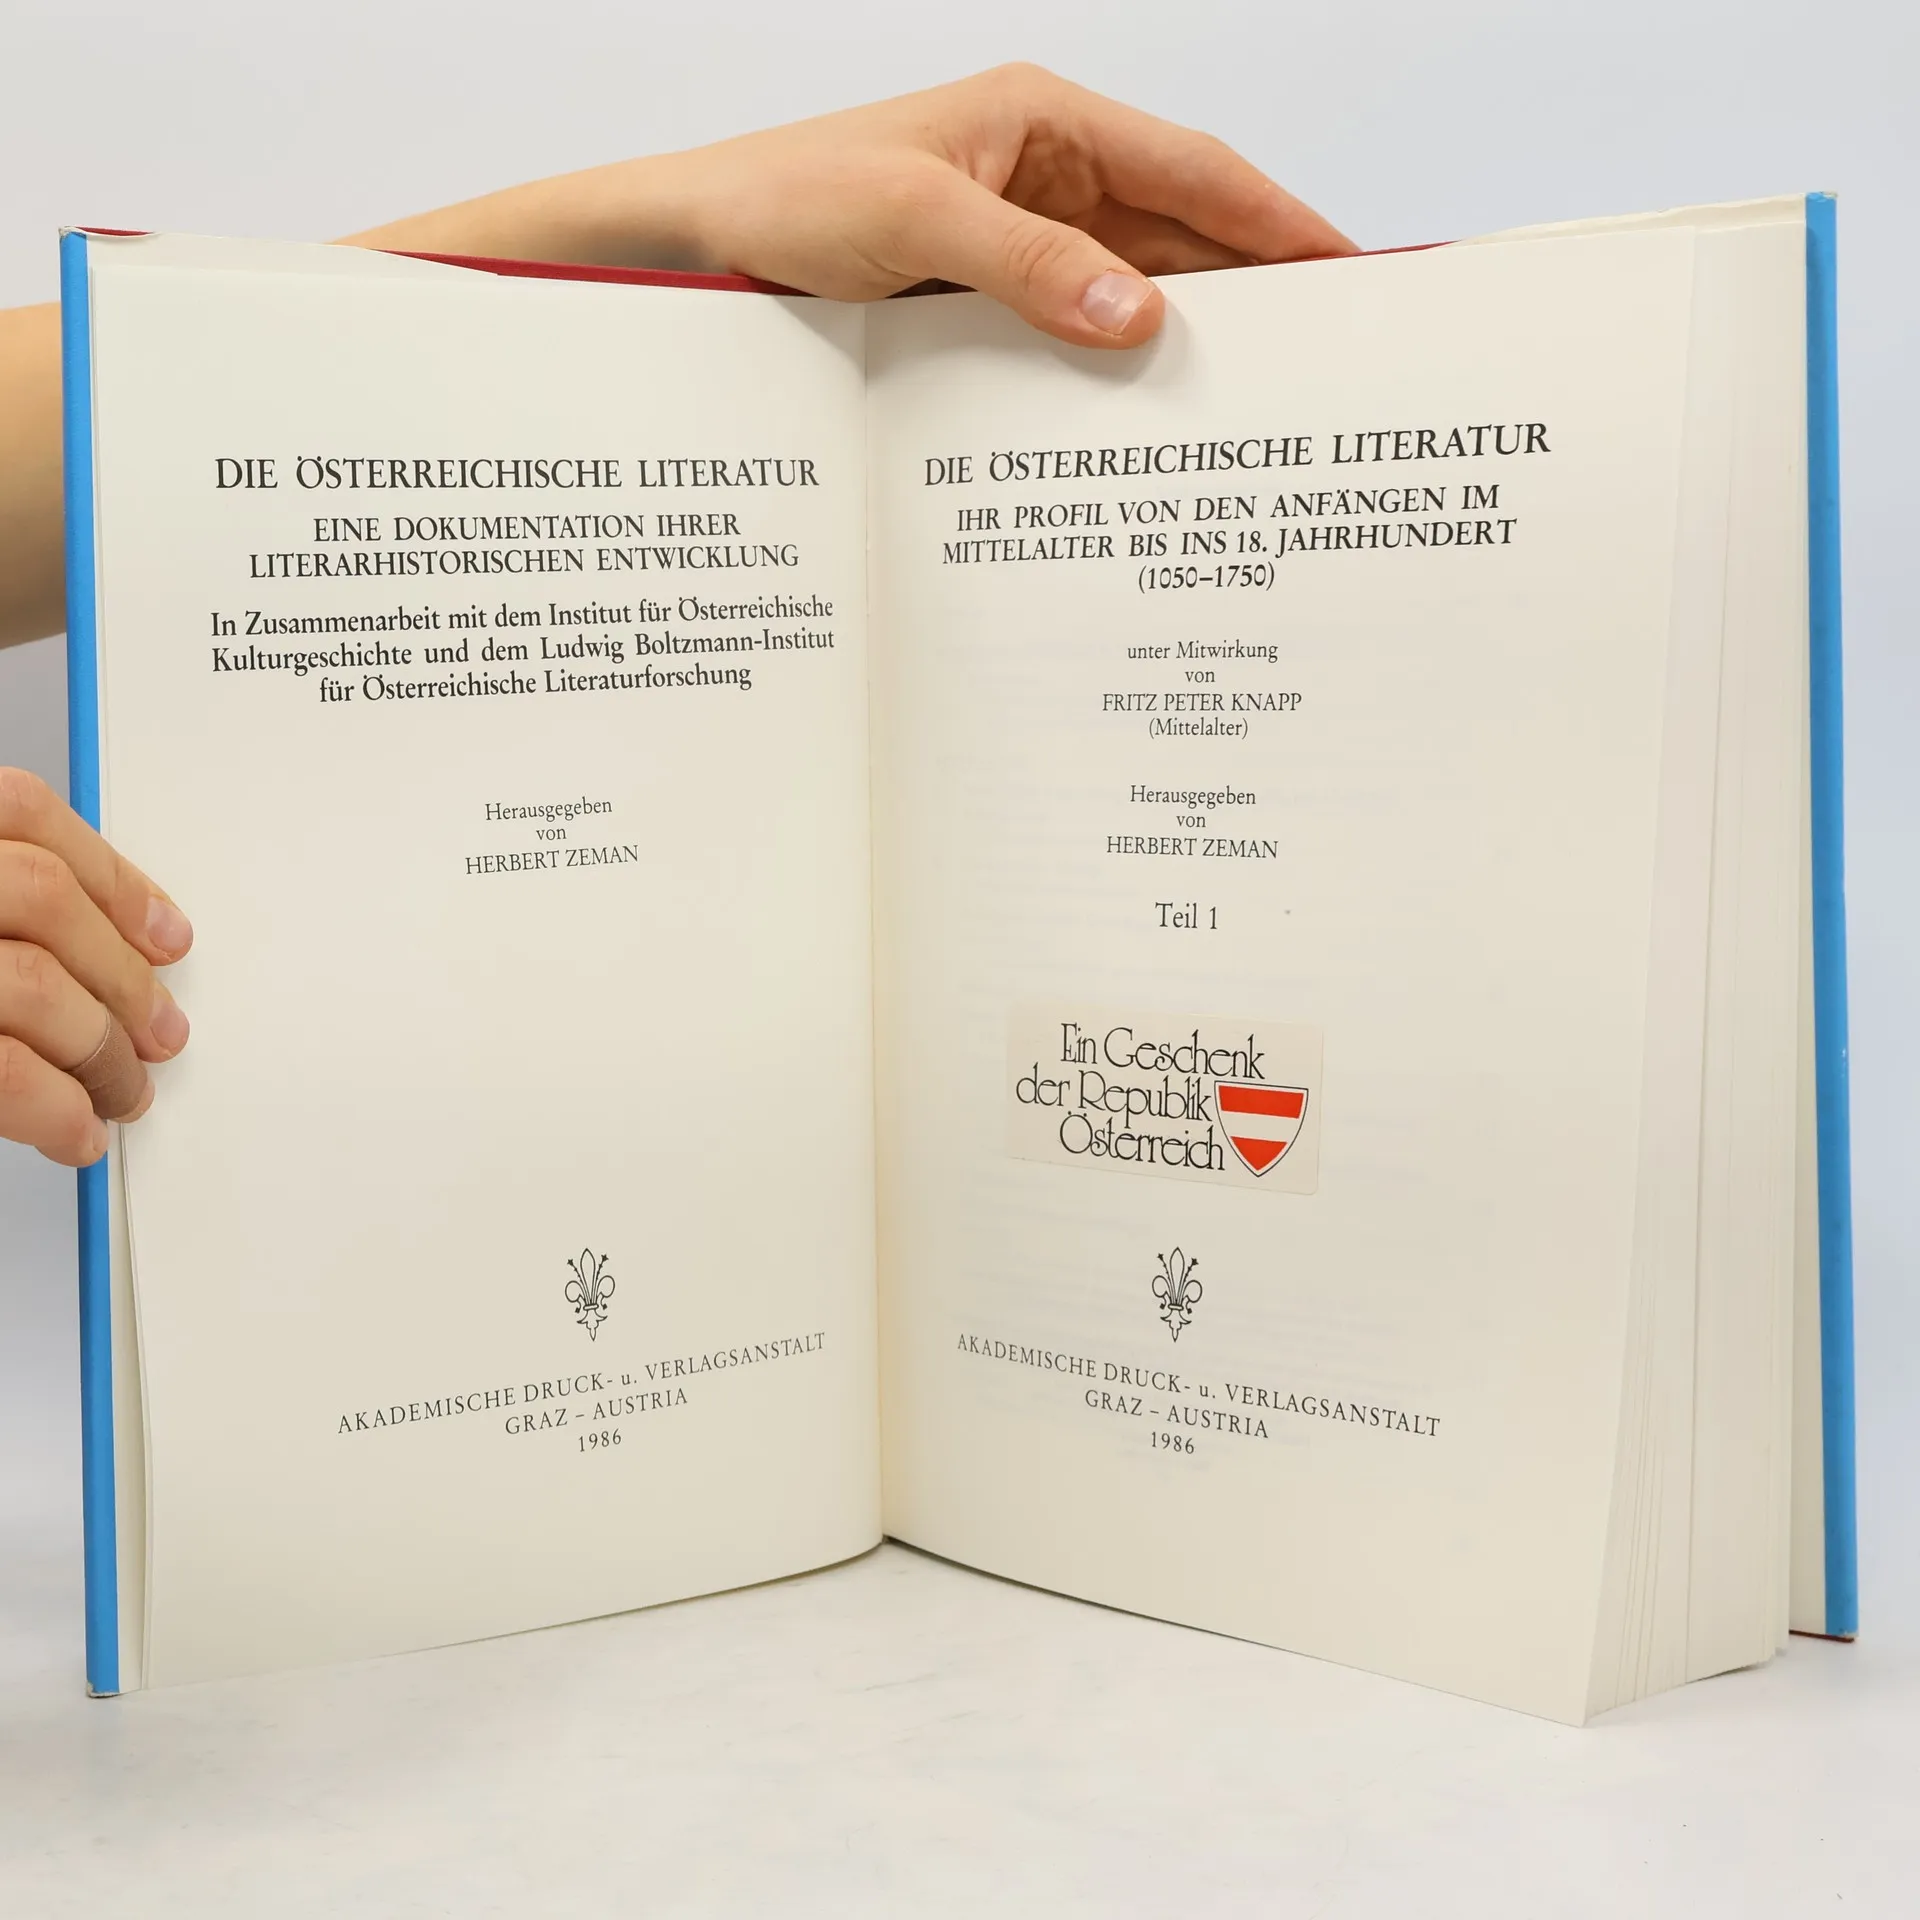 DIE ÖSTERREICHISCHE LITERATUR
EINE DOKUMENTATION IHRER
LITERARHISTORISCHEN ENTWICKLUNG
In Zusammenarbeit mit dem Institut für Österreichische
Kulturgeschichte und dem Ludwig Boltzmann-Institut
für Österreichische Literaturforschung
Herausgegeben
von
HERBERT ZEMAN
AKADEMISCHE DRUCK- u. VERLAGSANSTALT
GRAZ – AUSTRIA
1986
DIE ÖSTERREICHISCHE LITERATUR
IHR PROFIL VON DEN ANFÄNGEN IM
MITTELALTER BIS INS 18. JAHRHUNDERT
(1050–1750)
unter Mitwirkung
von
FRITZ PETER KNAPP
(Mittelalter)
Herausgegeben
von
HERBERT ZEMAN
Teil 1
Ein Geschenk
der Republik
Österreich
AKADEMISCHE DRUCK- u. VERLAGSANSTALT
GRAZ – AUSTRIA
1986